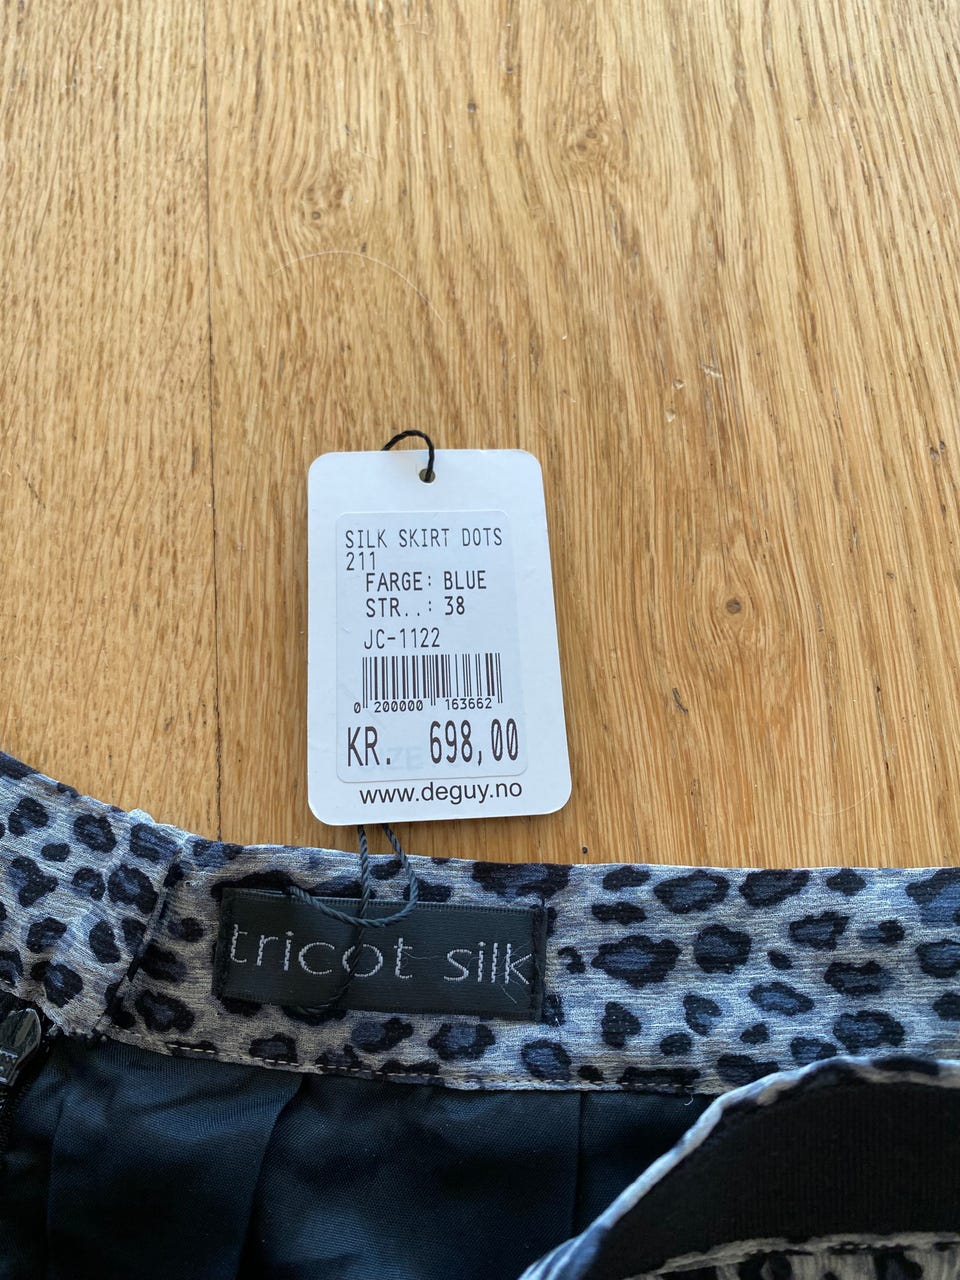 SILK SKIRT DOTS
211
FARGE: BLUE
STR..: 38
JC-1122
0 200000 163662
KR. 698,00
www.deguy.no
tricot silk